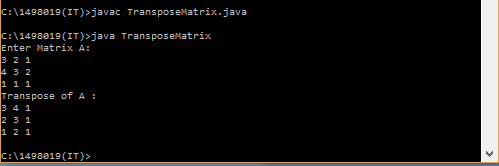 C:\1498019(IT)>javac TransposeMatrix.java
C:\1498019(IT)>java TransposeMatrix
Enter Matrix A:
3 2 1
4 3 2
1 1 1
Transpose of A :
3 4 1
2 3 1
1 2 1
C:\1498019(IT)>